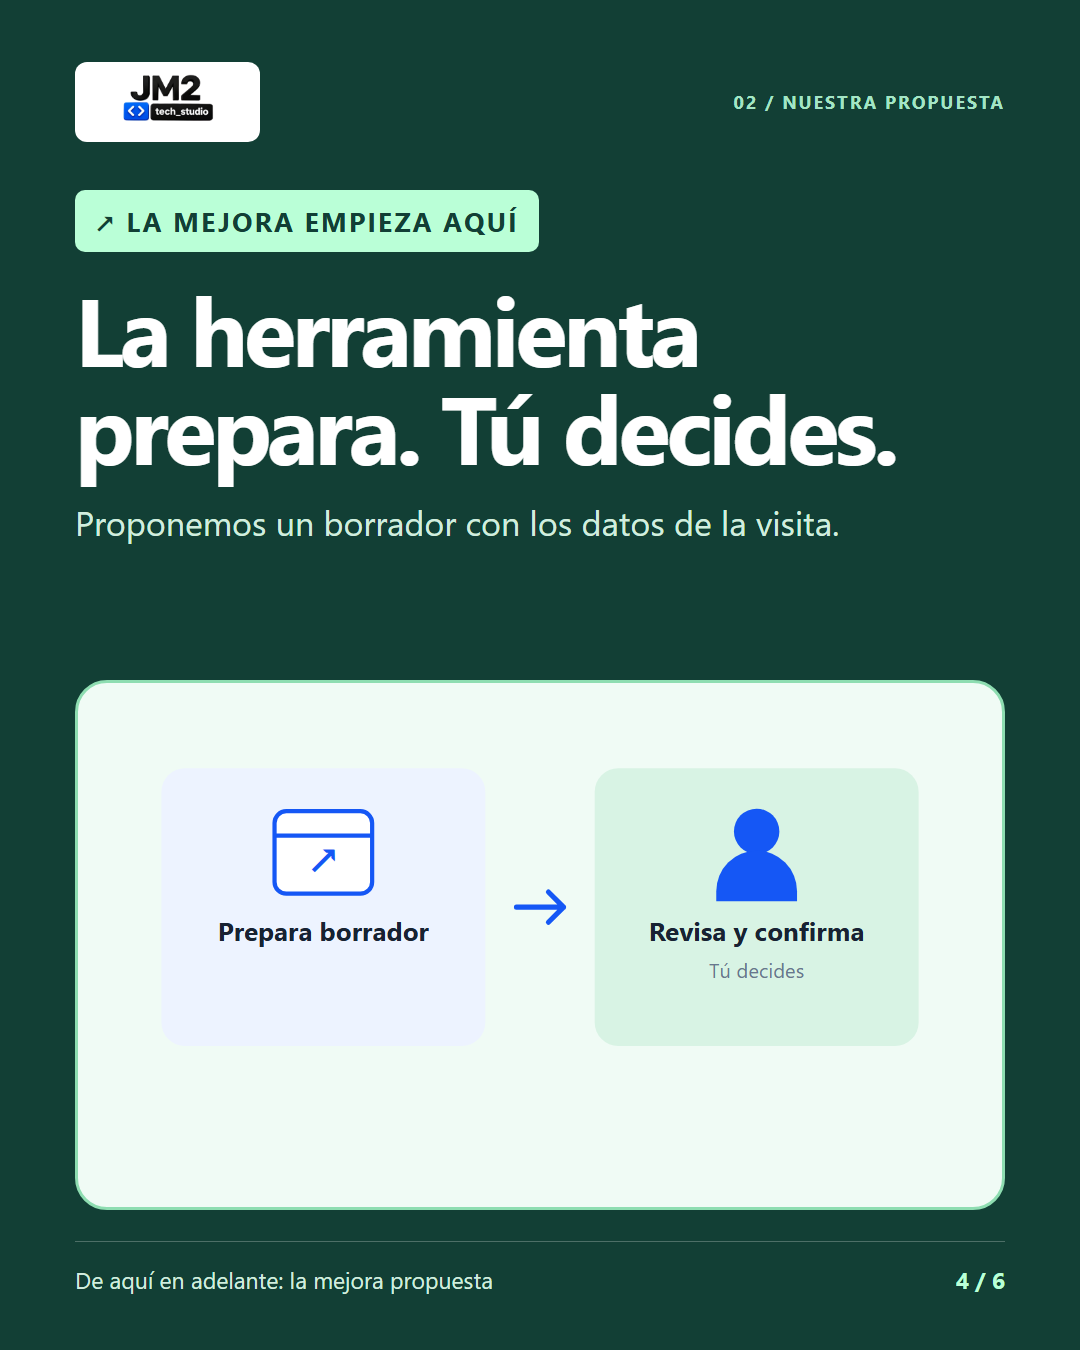 JM2
<> tech_studio
02 / NUESTRA PROPUESTA
↗ LA MEJORA EMPIEZA AQUÍ
La herramienta
prepara. Tú decides.
Proponemos un borrador con los datos de la visita.
Prepara borrador
Revisa y confirma
Tú decides
De aquí en adelante: la mejora propuesta
4 / 6